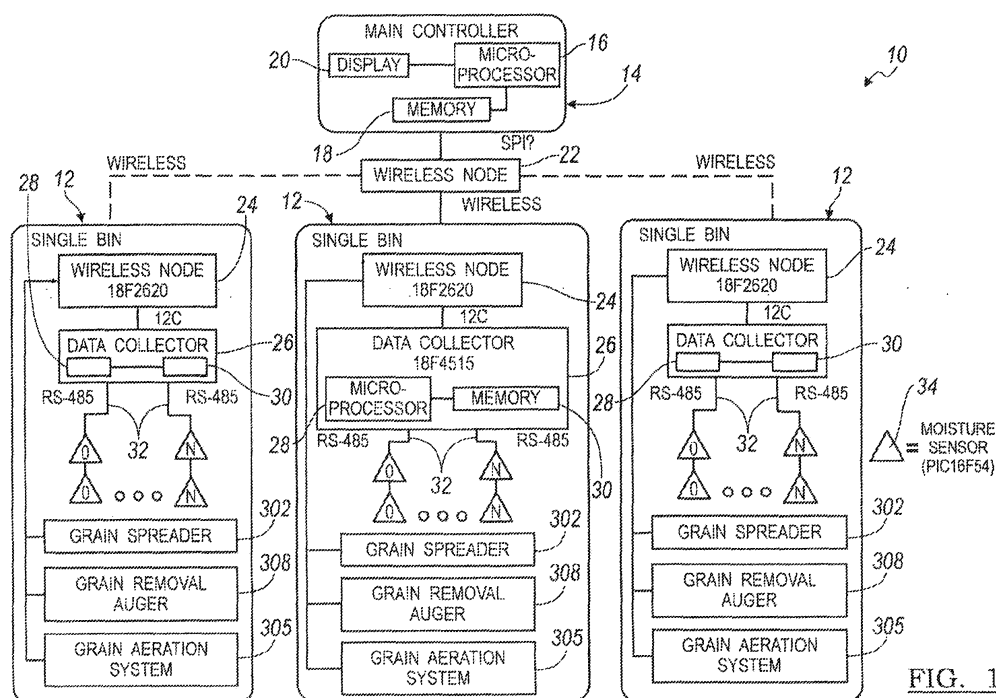 MAIN CONTROLLER
16
20
DISPLAY
MICRO-
PROCESSOR
10
MEMORY
14
18
SPI?
22
WIRELESS
WIRELESS NODE
WIRELESS
WIRELESS
28
12
24
SINGLE BIN
WIRELESS NODE
18F2620
12C
DATA COLLECTOR
26
30
RS-485
RS-485
32
0
N
0
N
GRAIN SPREADER
302
GRAIN REMOVAL
AUGER
308
GRAIN AERATION
SYSTEM
305
12
SINGLE BIN
WIRELESS NODE
18F2620
24
12C
DATA COLLECTOR
18F4515
26
MICRO-
PROCESSOR
MEMORY
28
RS-485
RS-485
32
30
0
N
0
N
GRAIN SPREADER
302
GRAIN REMOVAL
AUGER
308
GRAIN AERATION
SYSTEM
305
12
SINGLE BIN
WIRELESS NODE
18F2620
24
12C
DATA COLLECTOR
30
28
RS-485
RS-485
32
0
N
0
N
34
= MOISTURE
SENSOR
(PIC16F54)
GRAIN SPREADER
302
GRAIN REMOVAL
AUGER
308
GRAIN AERATION
SYSTEM
305
FIG. 1